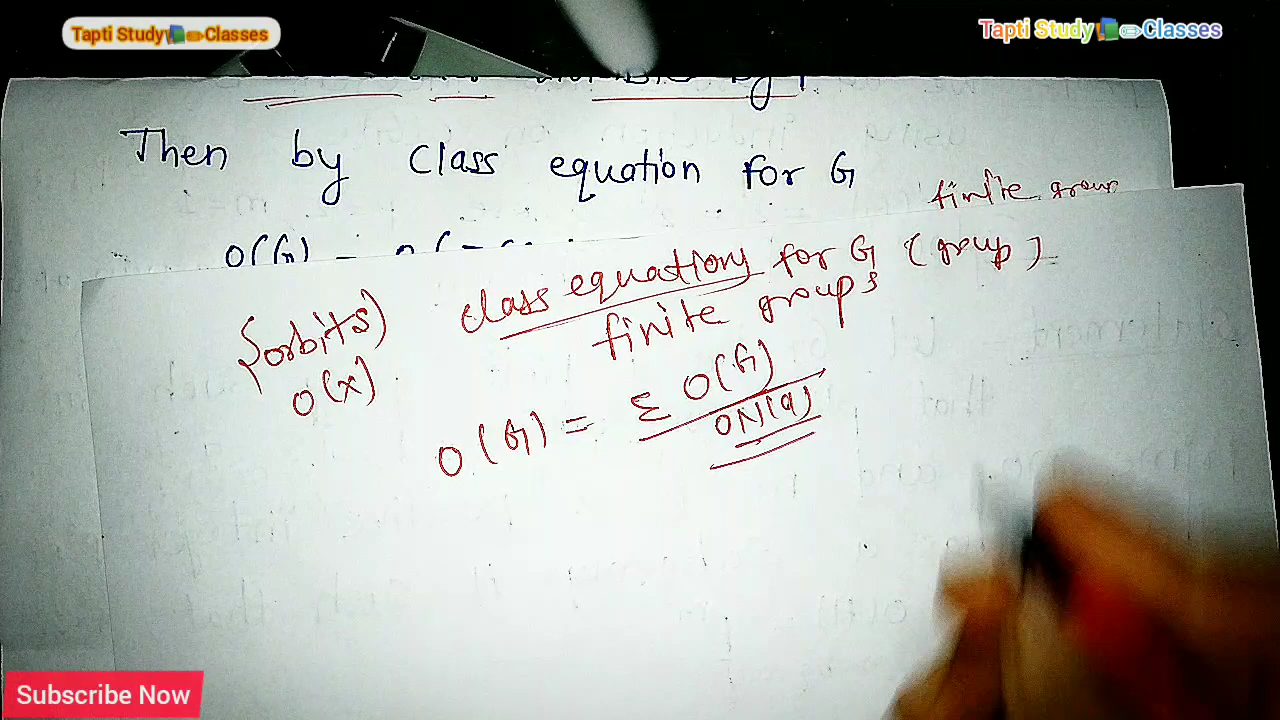 Tapti Study Classes
Tapti Study Classes
by
Then by Class equation for G
finite group
O(G) =
Class equations for G (group)
finite groups
{orbits)
O(x)
O(G) = Σ O(G)
ON(a)
Subscribe Now